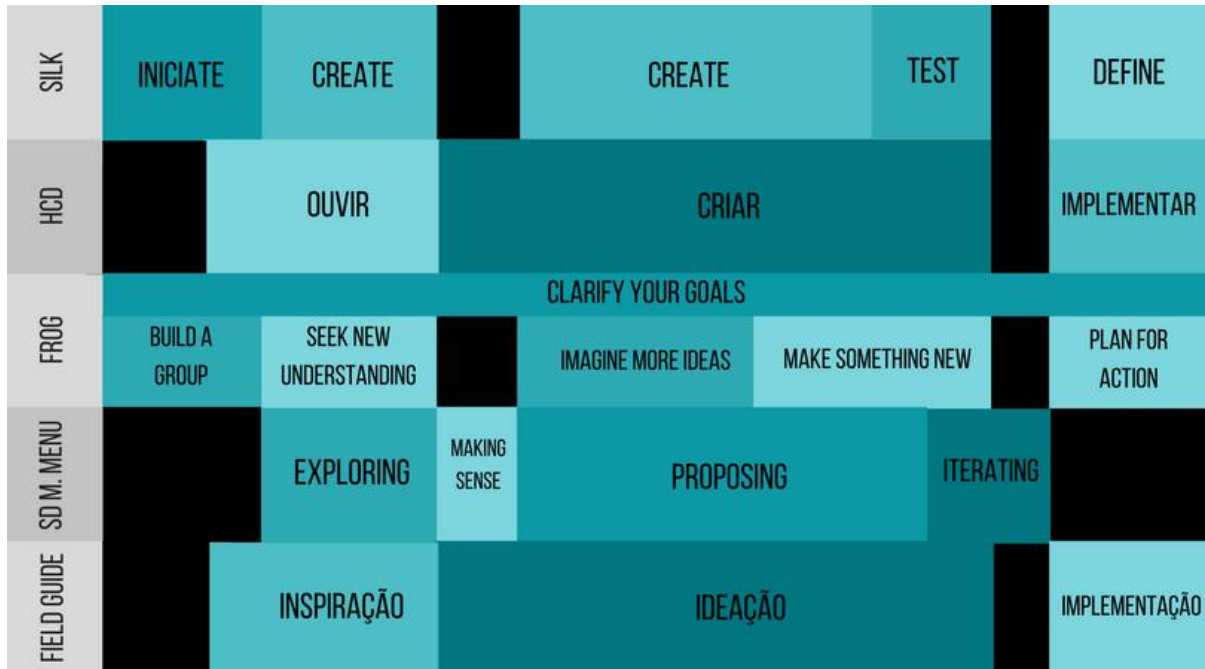 SILK
INICIATE
CREATE
CREATE
TEST
DEFINE
HCD
OUVIR
CRIAR
IMPLEMENTAR
FROG
CLARIFY YOUR GOALS
BUILD A
GROUP
SEEK NEW
UNDERSTANDING
IMAGINE MORE IDEAS
MAKE SOMETHING NEW
PLAN FOR
ACTION
SD M. MENU
EXPLORING
MAKING
SENSE
PROPOSING
ITERATING
FIELD GUIDE
INSPIRAÇÃO
IDEAÇÃO
IMPLEMENTAÇÃO